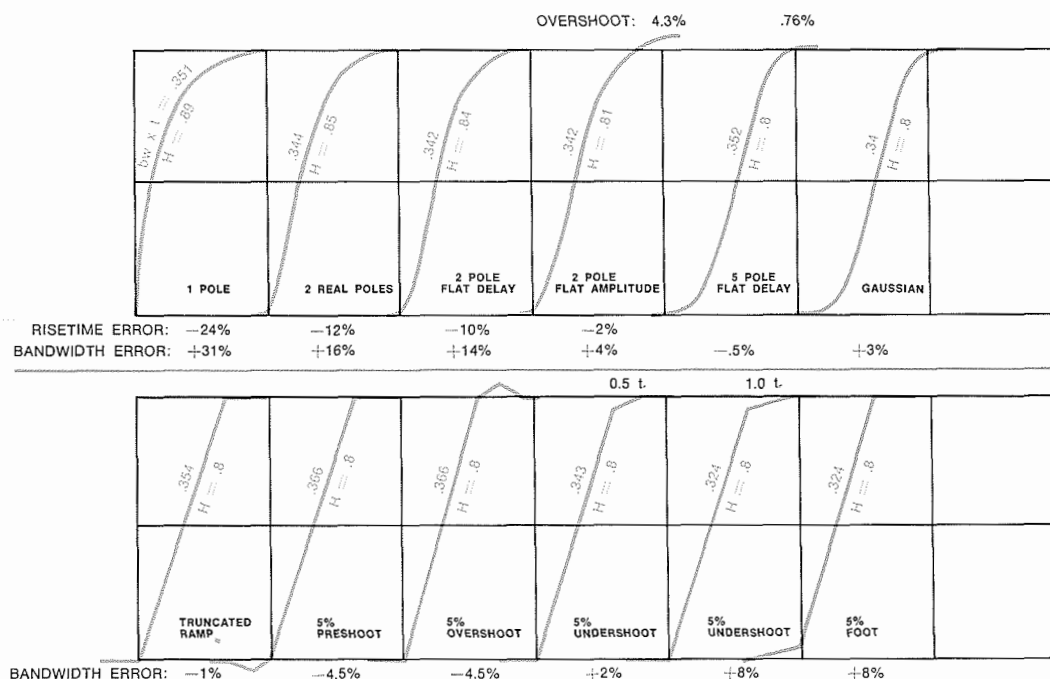 OVERSHOOT: 4.3% .76%
bw x t = .351
H = .89
.344
H = .85
.342
H = .84
.342
H = .81
.352
H = .8
.34
H = .8
1 POLE
2 REAL POLES
2 POLE
FLAT DELAY
2 POLE
FLAT AMPLITUDE
5 POLE
FLAT DELAY
GAUSSIAN
RISETIME ERROR: —24% —12% —10% —2%
BANDWIDTH ERROR: +31% +16% +14% +4% —.5% +3%
0.5 t. 1.0 t.
.354
H = .8
.366
H = .8
.366
H = .8
.343
H = .8
.324
H = .8
.324
H = .8
TRUNCATED
RAMP
5%
PRESHOOT
5%
OVERSHOOT
5%
UNDERSHOOT
5%
UNDERSHOOT
5%
FOOT
BANDWIDTH ERROR: —1% —4.5% —4.5% +2% +8% +8%